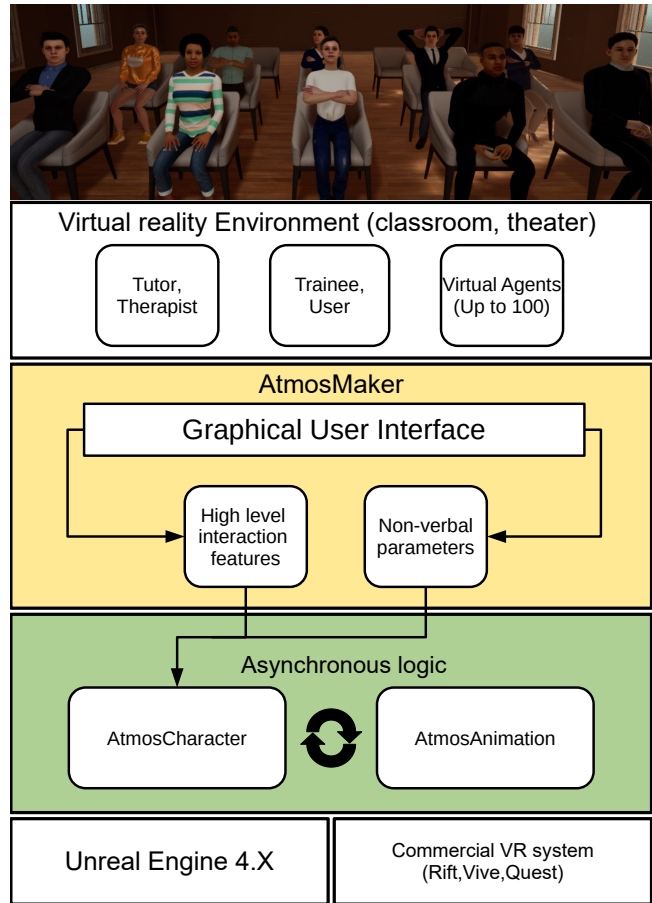 Virtual reality Environment (classroom, theater)
Tutor,
Therapist
Trainee,
User
Virtual Agents
(Up to 100)
AtmosMaker
Graphical User Interface
High level
interaction
features
Non-verbal
parameters
Asynchronous logic
AtmosCharacter
AtmosAnimation
Unreal Engine 4.X
Commercial VR system
(Rift,Vive,Quest)